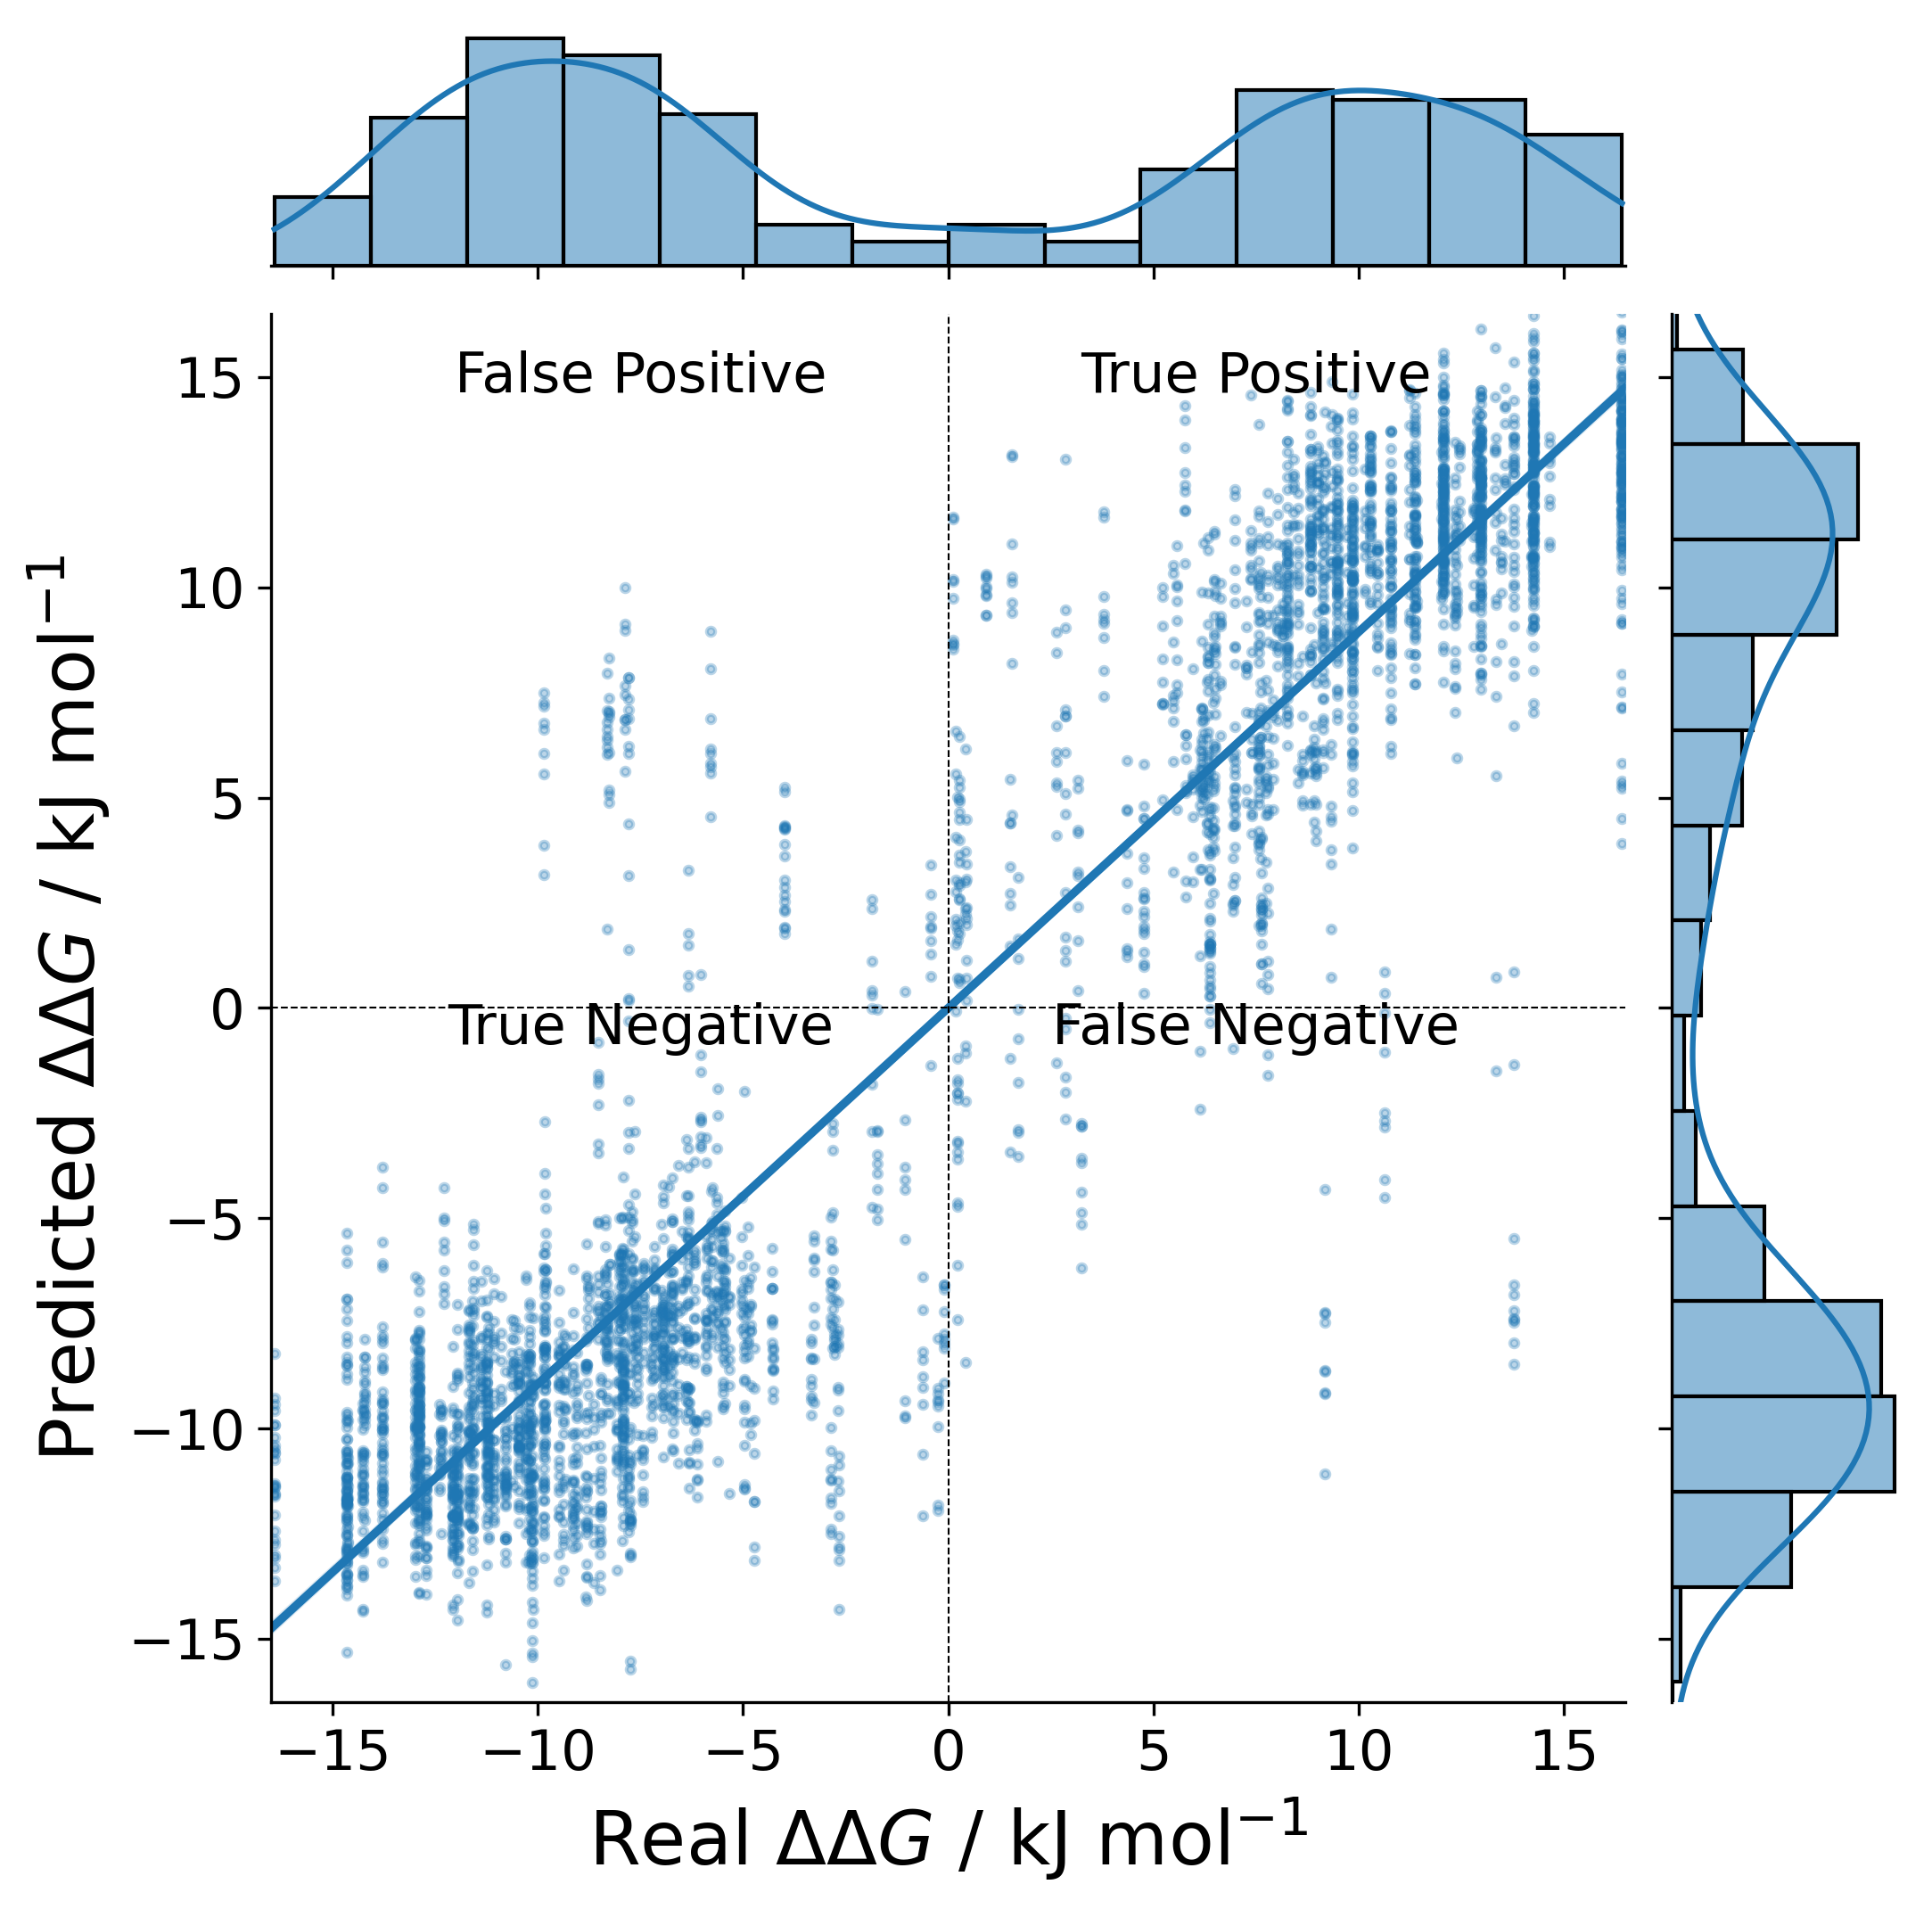 False Positive True Positive
15
10
5
0
True Negative False Negative
−5
−10
−15
Predicted ΔΔG / kJ mol⁻¹
−15 −10 −5 0 5 10 15
Real ΔΔG / kJ mol⁻¹